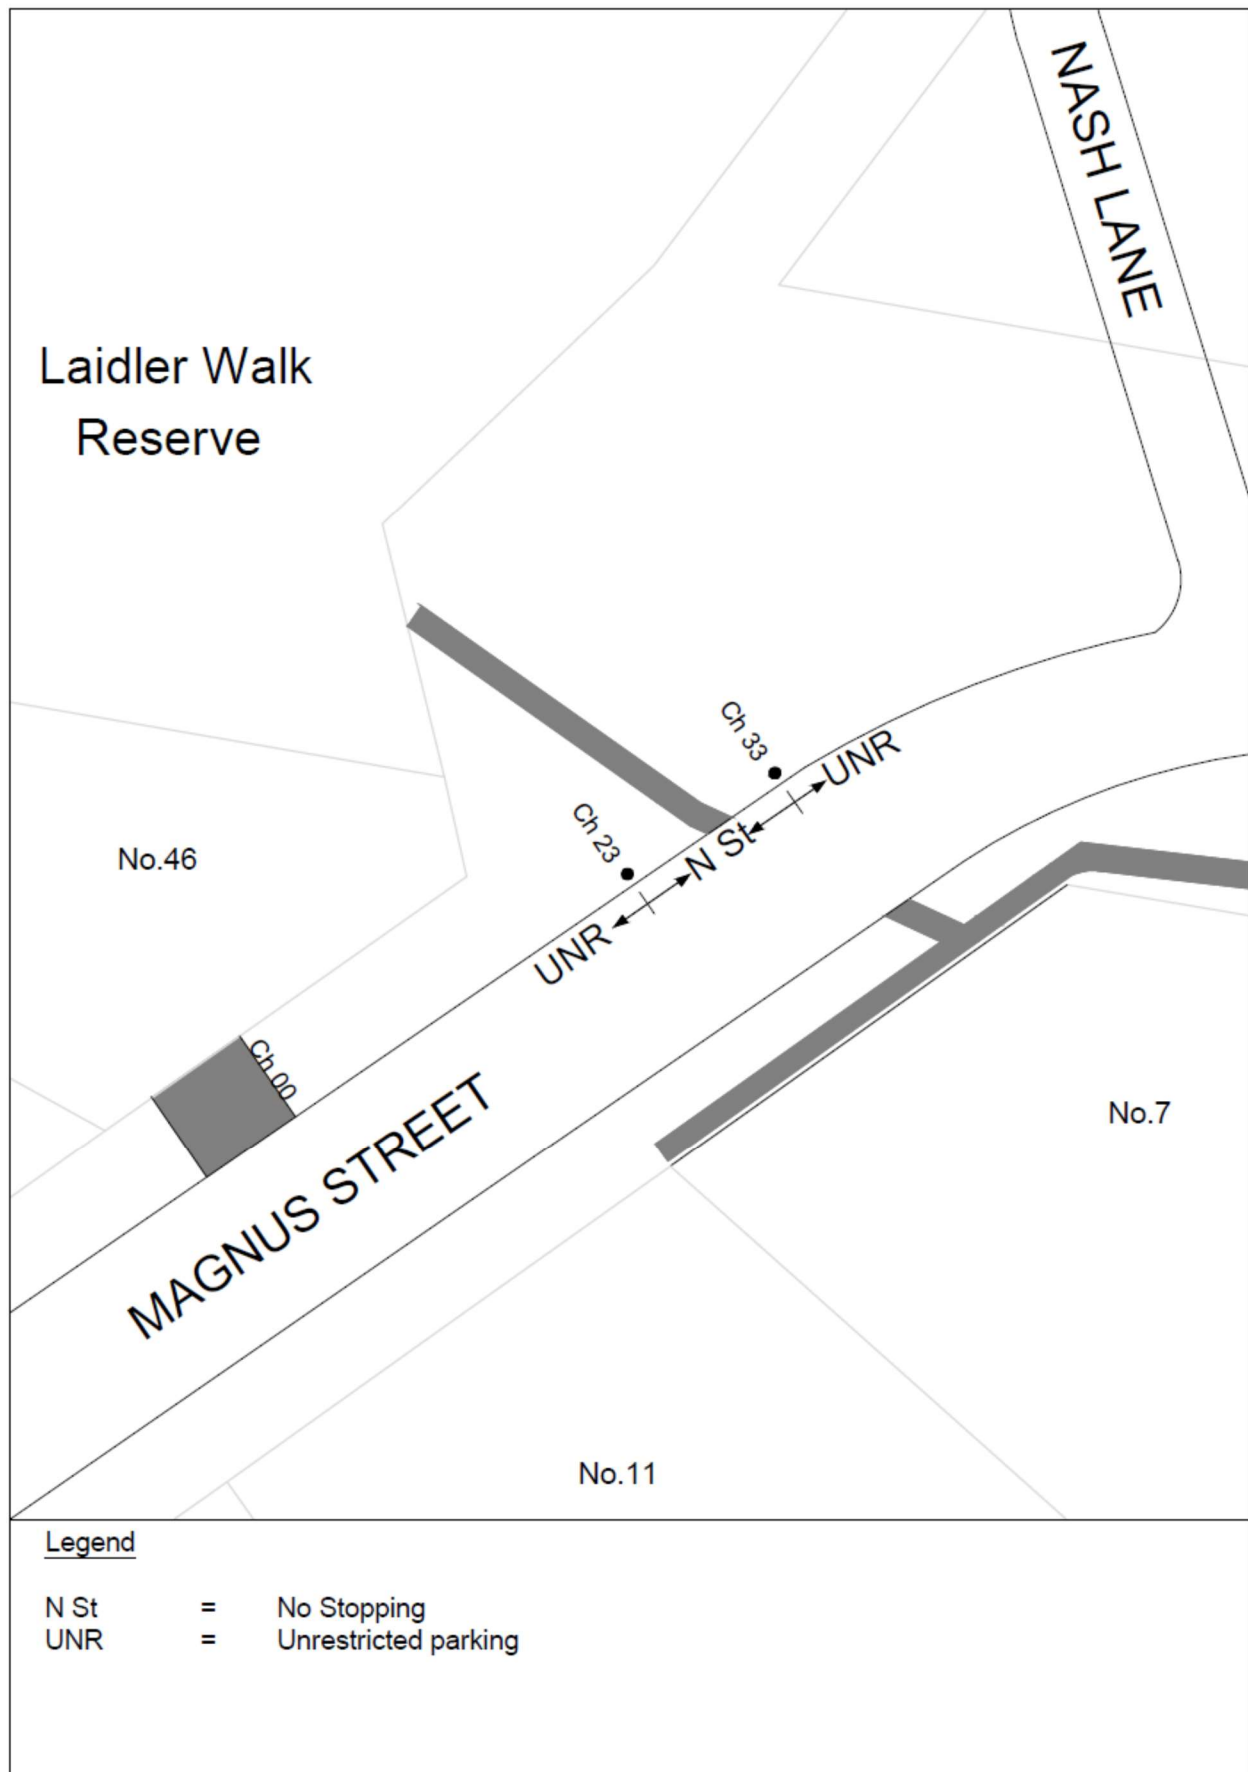 NASH LANE
Laidler Walk
Reserve
Ch 33
UNR
Ch 23
N St
No.46
UNR
Ch 00
MAGNUS STREET
No.7
No.11
Legend
N St = No Stopping
UNR = Unrestricted parking